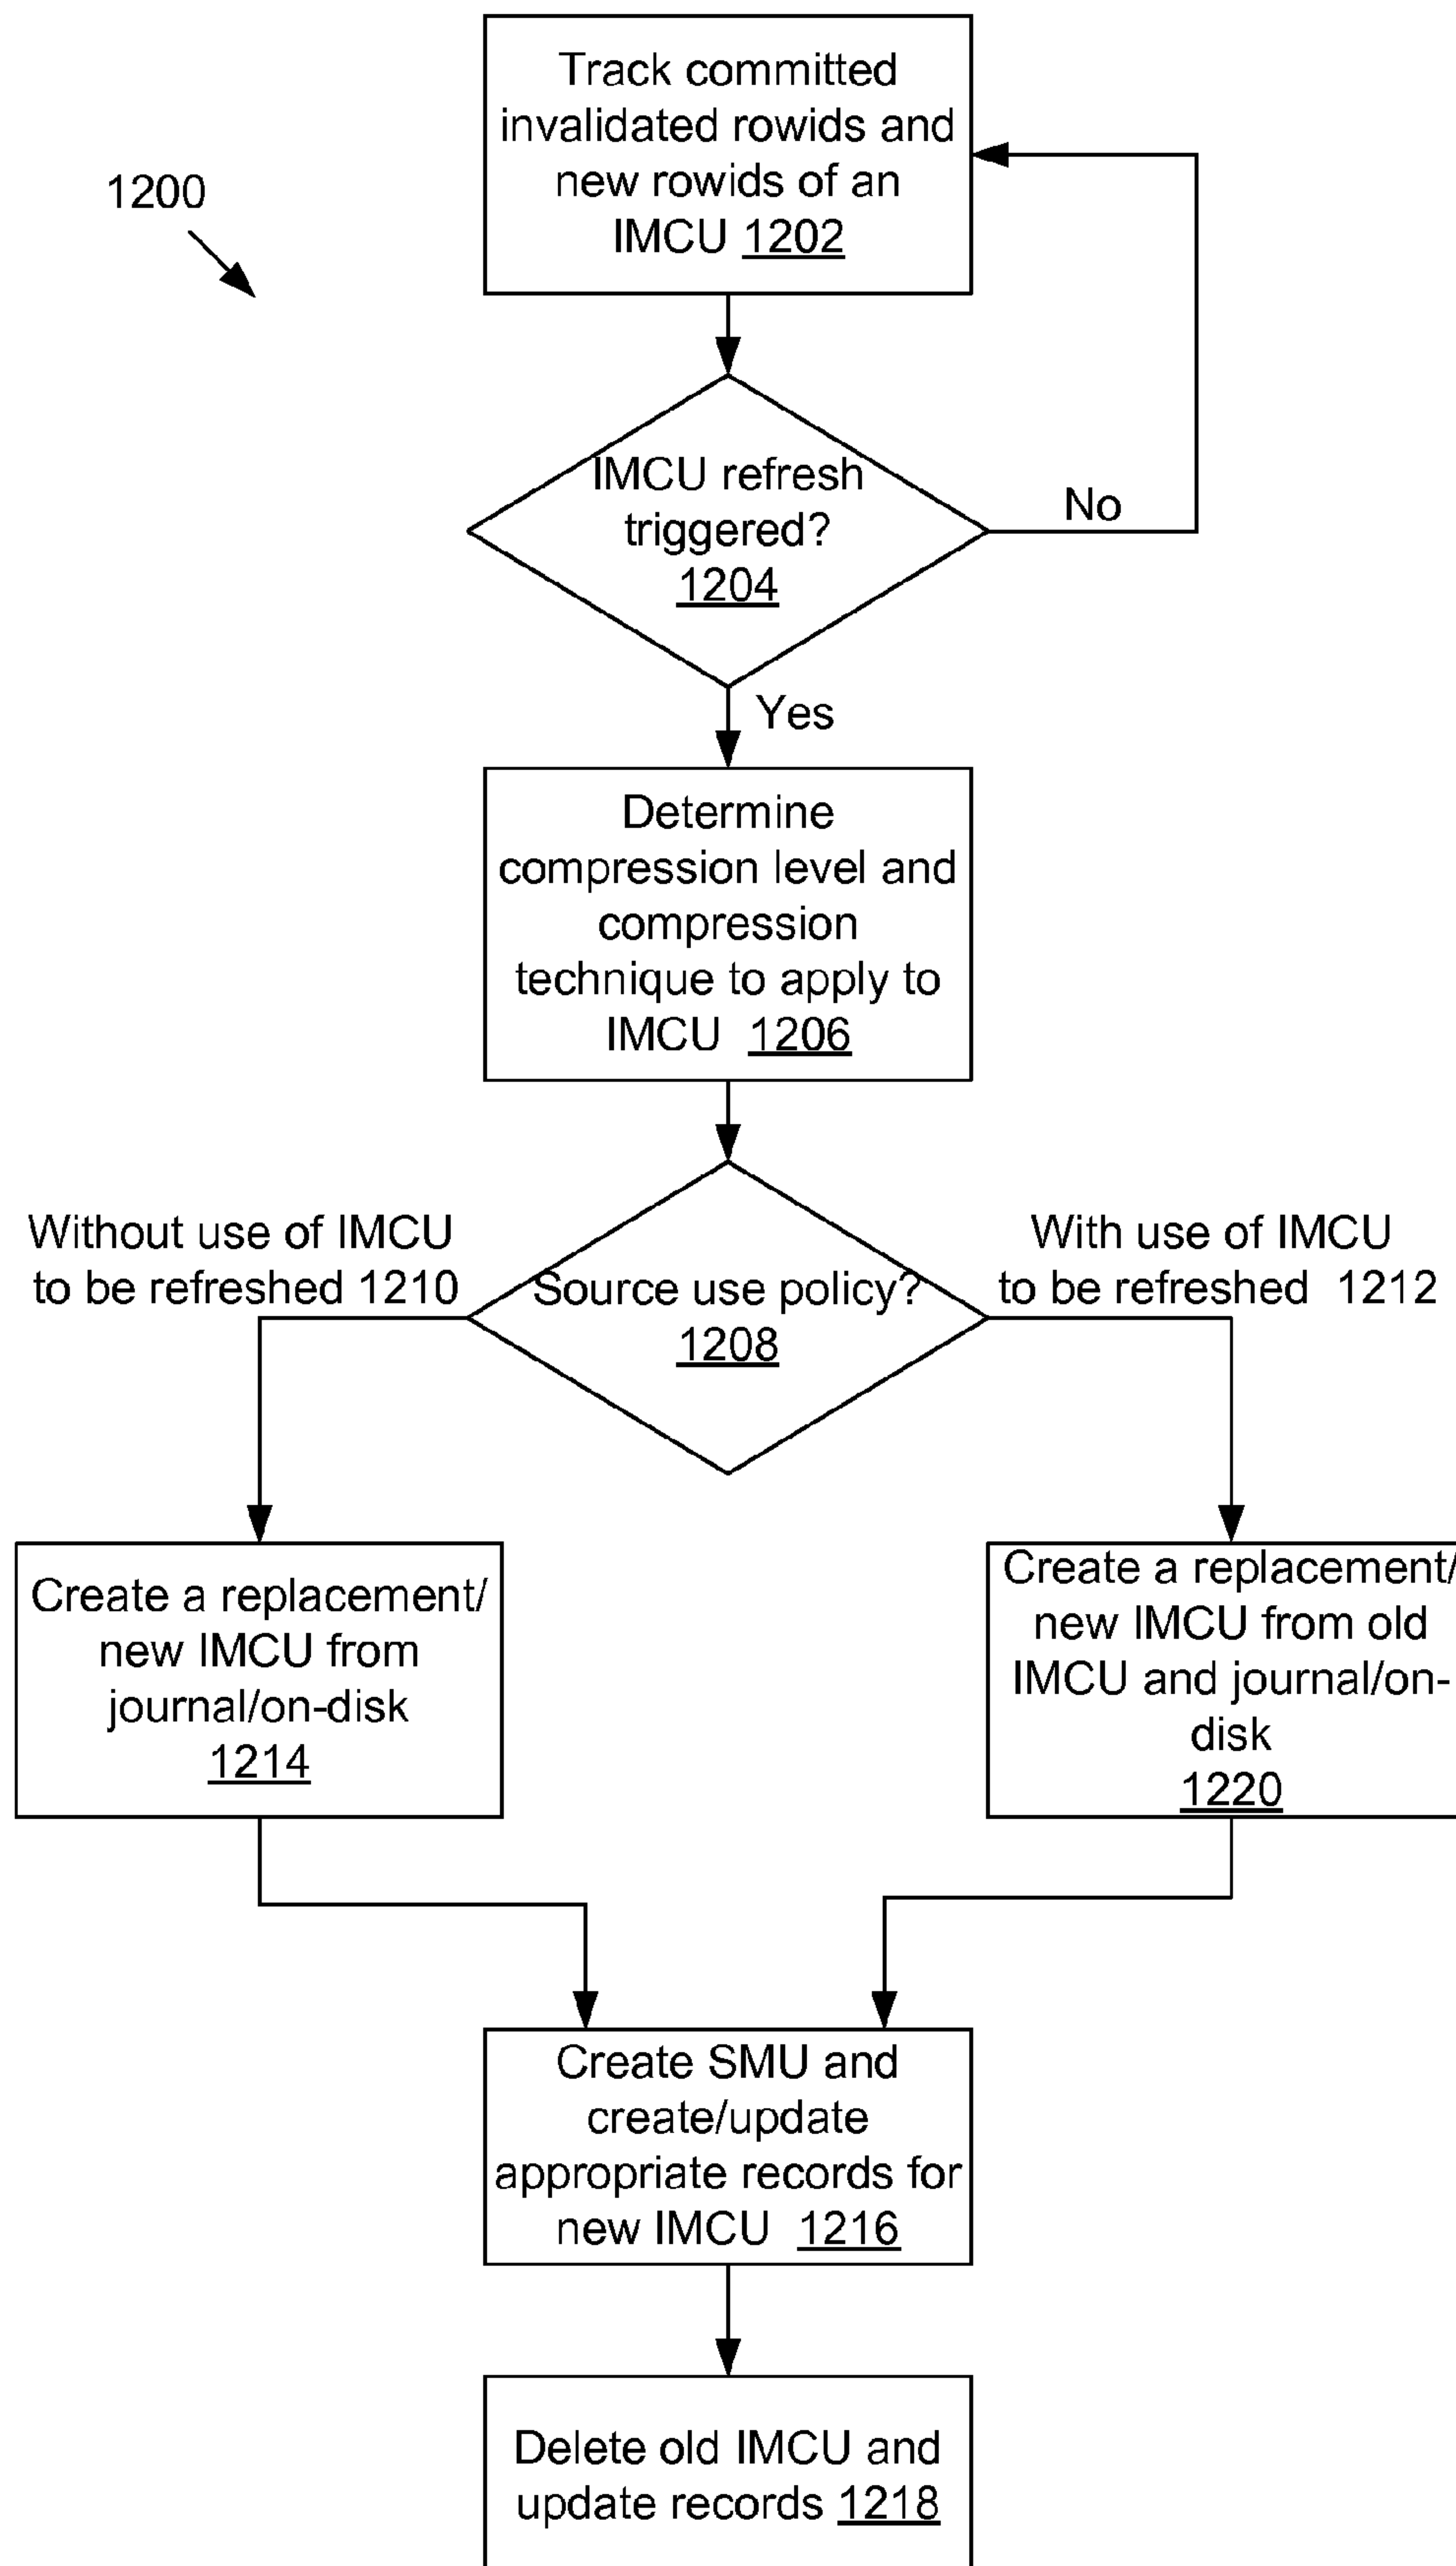 Track committed
invalidated rowids and
new rowids of an
IMCU 1202
1200
IMCU refresh
triggered?
1204
No
Yes
Determine
compression level and
compression
technique to apply to
IMCU 1206
Without use of IMCU
to be refreshed 1210
Source use policy?
1208
With use of IMCU
to be refreshed 1212
Create a replacement/
new IMCU from
journal/on-disk
1214
Create a replacement/
new IMCU from old
IMCU and journal/on-
disk
1220
Create SMU and
create/update
appropriate records for
new IMCU 1216
Delete old IMCU and
update records 1218